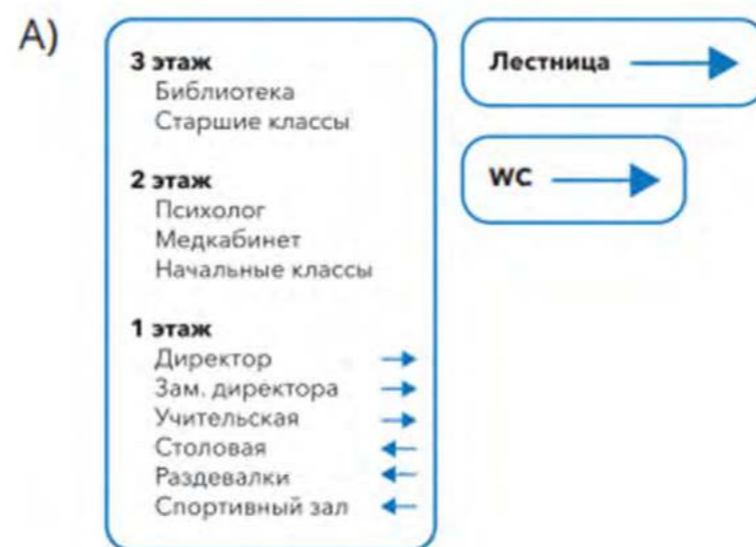 А)
3 этаж
Библиотека
Старшие классы
2 этаж
Психолог
Медкабинет
Начальные классы
1 этаж
Директор
Зам. директора
Учительская
Столовая
Раздевалки
Спортивный зал
Лестница
WC